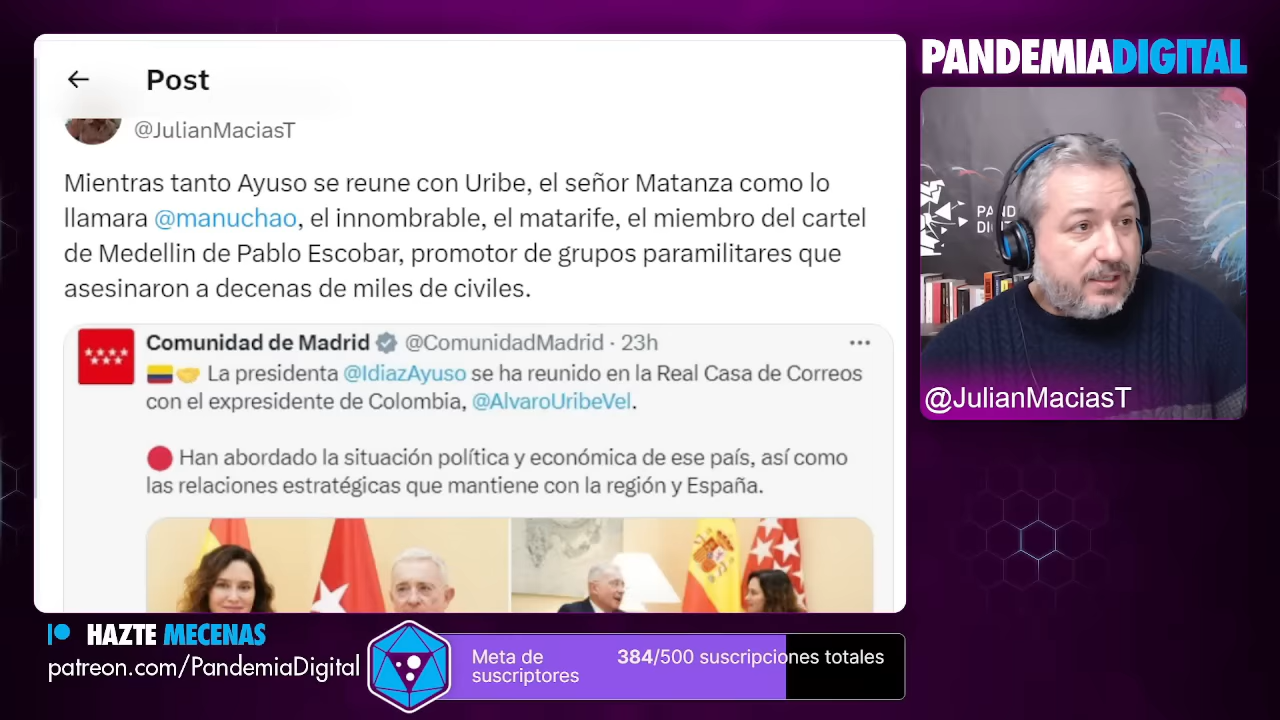 Post
@JulianMaciasT
Mientras tanto Ayuso se reune con Uribe, el señor Matanza como lo
llamara @manuchao, el innombrable, el matarife, el miembro del cartel
de Medellin de Pablo Escobar, promotor de grupos paramilitares que
asesinaron a decenas de miles de civiles.
Comunidad de Madrid @ComunidadMadrid · 23h
La presidenta @IdiazAyuso se ha reunido en la Real Casa de Correos
con el expresidente de Colombia, @AlvaroUribeVel.
Han abordado la situación política y económica de ese país, así como
las relaciones estratégicas que mantiene con la región y España.
PANDEMIADIGITAL
PAND
DI
@JulianMaciasT
HAZTE MECENAS
patreon.com/PandemiaDigital
Meta de
suscriptores
384/500 suscripciones totales